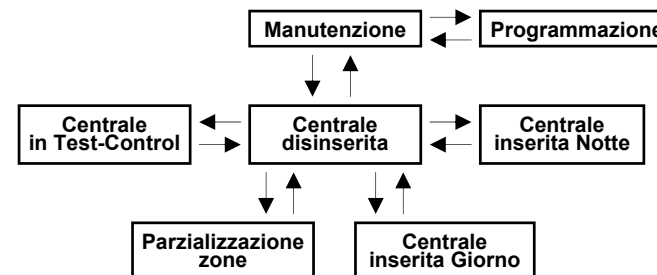 Manutenzione
Programmazione
Centrale
in Test-Control
Centrale
disinserita
Centrale
inserita Notte
Parzializzazione
zone
Centrale
inserita Giorno